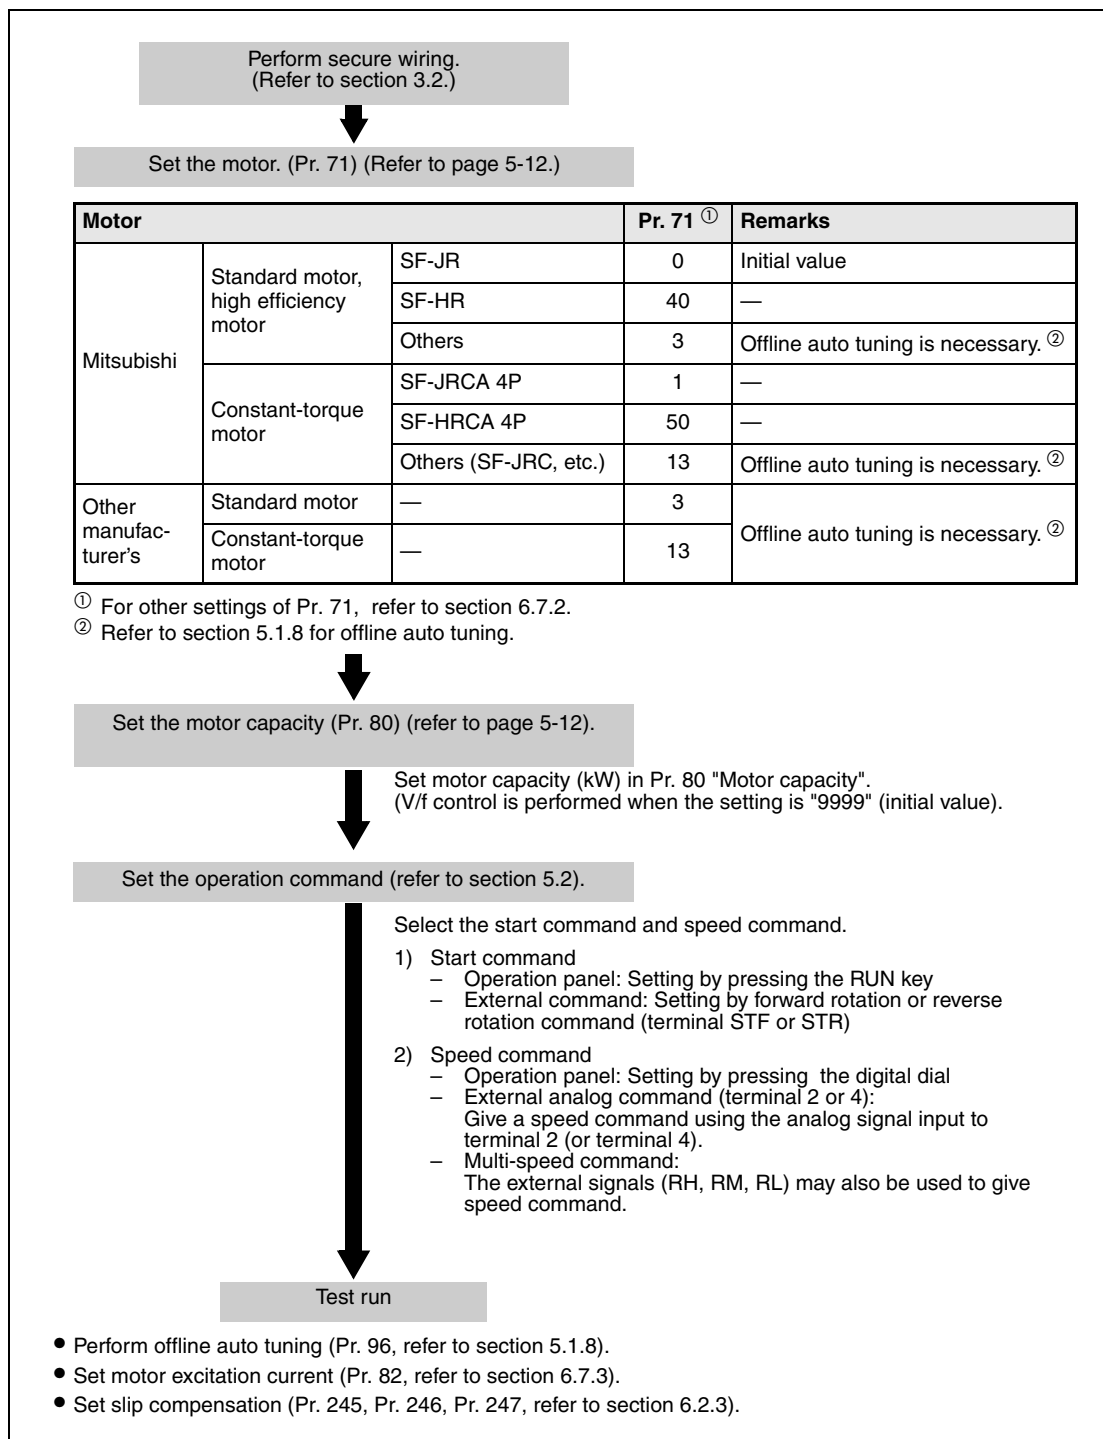 Perform secure wiring.
(Refer to section 3.2.)
Set the motor. (Pr. 71) (Refer to page 5-12.)
Motor Pr. 71 ① Remarks
Mitsubishi
Standard motor,
high efficiency
motor
SF-JR 0 Initial value
SF-HR 40 —
Others 3 Offline auto tuning is necessary. ②
Constant-torque
motor
SF-JRCA 4P 1 —
SF-HRCA 4P 50 —
Others (SF-JRC, etc.) 13 Offline auto tuning is necessary. ②
Other
manufac-
turer's
Standard motor — 3
Constant-torque
motor
— 13
Offline auto tuning is necessary. ②
① For other settings of Pr. 71, refer to section 6.7.2.
② Refer to section 5.1.8 for offline auto tuning.
Set the motor capacity (Pr. 80) (refer to page 5-12).
Set motor capacity (kW) in Pr. 80 "Motor capacity".
(V/f control is performed when the setting is "9999" (initial value).
Set the operation command (refer to section 5.2).
Select the start command and speed command.
1) Start command
– Operation panel: Setting by pressing the RUN key
– External command: Setting by forward rotation or reverse
rotation command (terminal STF or STR)
2) Speed command
– Operation panel: Setting by pressing the digital dial
– External analog command (terminal 2 or 4):
Give a speed command using the analog signal input to
terminal 2 (or terminal 4).
– Multi-speed command:
The external signals (RH, RM, RL) may also be used to give
speed command.
Test run
● Perform offline auto tuning (Pr. 96, refer to section 5.1.8).
● Set motor excitation current (Pr. 82, refer to section 6.7.3).
● Set slip compensation (Pr. 245, Pr. 246, Pr. 247, refer to section 6.2.3).